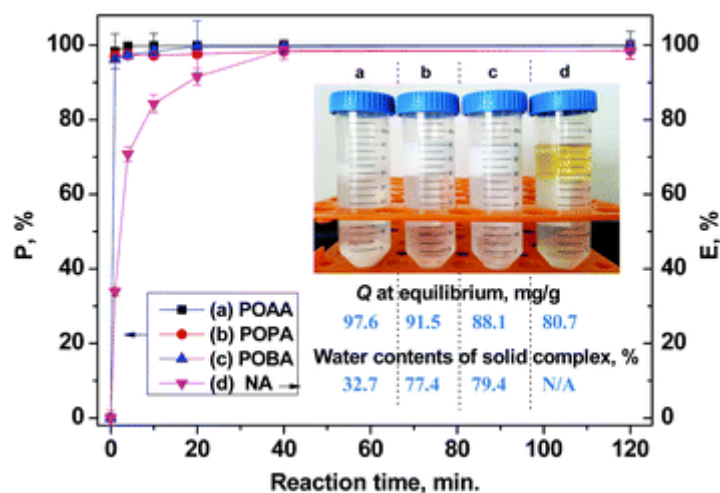 100
80
60
40
20
0
P, %
100
80
60
40
20
0
E, %
0 20 40 60 80 100 120
Reaction time, min.
a b c d
Q at equilibrium, mg/g
97.6 91.5 88.1 80.7
Water contents of solid complex, %
32.7 77.4 79.4 N/A
(a) POAA
(b) POPA
(c) POBA
(d) NA